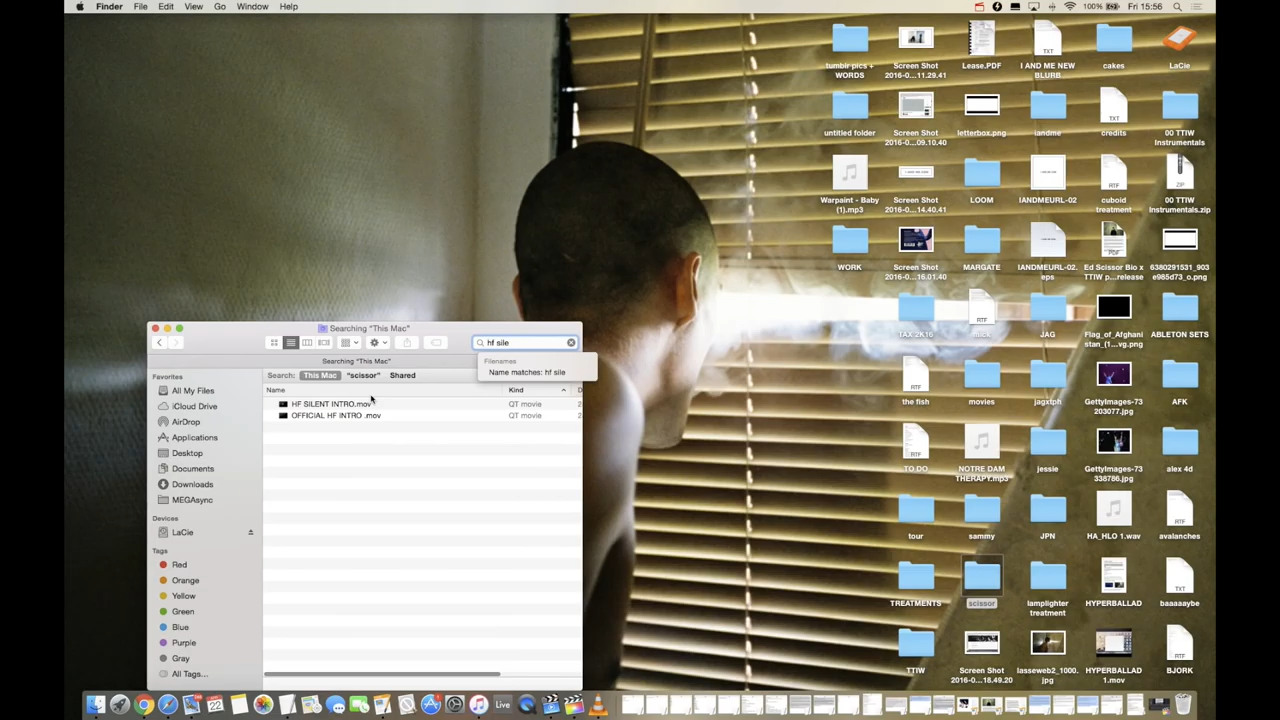 Finder File Edit View Go Window Help
100% Fri 15:56
tumblr pics + WORDS
Screen Shot 2016-0...11.29.41
Lease.PDF
I AND ME NEW BLURB
cakes
LaCie
untitled folder
Screen Shot 2016-0...09.10.40
letterbox.png
iandme
credits
00 TTIW Instrumentals
Warpaint - Baby (1).mp3
Screen Shot 2016-0...14.40.41
LOOM
IANDMEURL-02
cuboid treatment
00 TTIW Instrumentals.zip
WORK
Screen Shot 2016-0...16.01.40
MARGATE
IANDMEURL-02.eps
Ed Scissor Bio x TTIW p...release
6380291531_903e985d73_o.png
TAX 2K16
JAG
Flag_of_Afghanistan_(1...vg.png
ABLETON SETS
the fish
movies
jagxtph
GettyImages-73203077.jpg
AFK
TO DO
NOTRE DAM THERAPY.mp3
jessie
GettyImages-73338786.jpg
alex 4d
tour
sammy
JPN
HA_HLO 1.wav
avalanches
TREATMENTS
scissor
lamplighter treatment
HYPERBALLAD
baaaaaybe
TTIW
Screen Shot 2016-0...18.49.20
lasseweb2_1000.jpg
HYPERBALLAD 1.mov
BJORK
Searching "This Mac"
hf sile
Searching "This Mac"
Filenames
Name matches: hf sile
Search: This Mac "scissor" Shared
Name Kind
HF SILENT INTRO.mov QT movie
OFFICIAL HF INTRO .mov QT movie
Favorites
All My Files
iCloud Drive
AirDrop
Applications
Desktop
Documents
Downloads
MEGAsync
Devices
LaCie
Tags
Red
Orange
Yellow
Green
Blue
Purple
Gray
All Tags...
22
Live